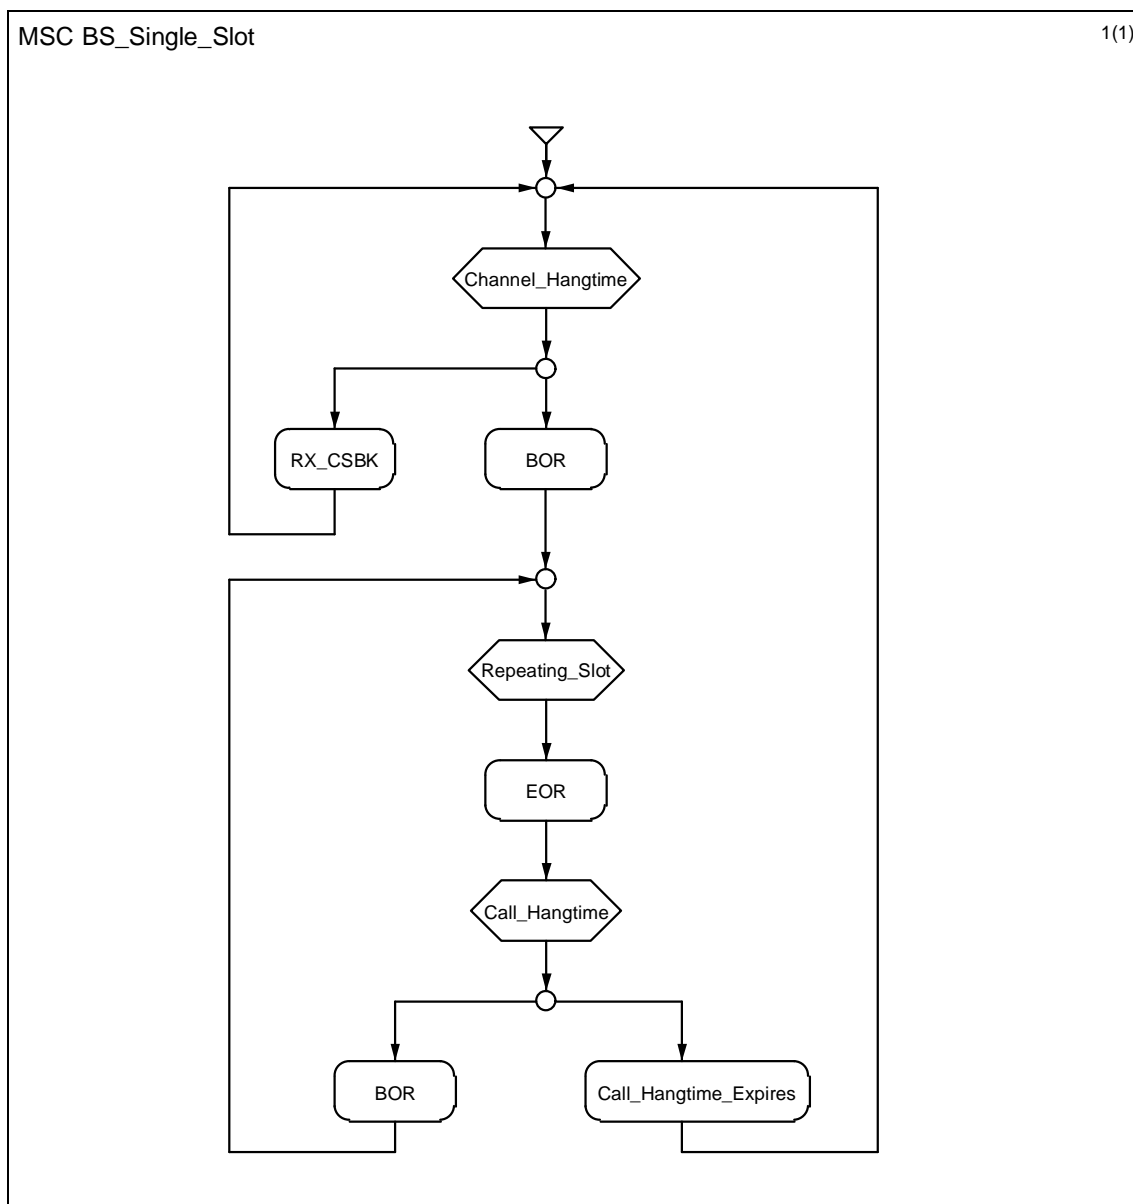 MSC BS_Single_Slot
1(1)
Channel_Hangtime
RX_CSBK
BOR
Repeating_Slot
EOR
Call_Hangtime
BOR
Call_Hangtime_Expires